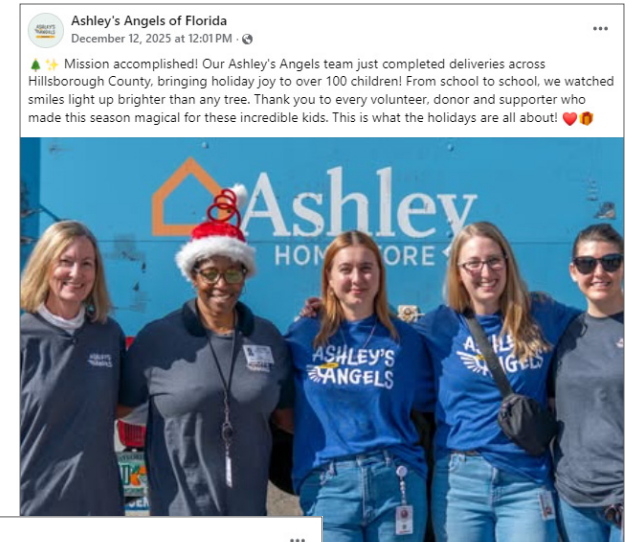 Ashley's Angels of Florida
December 12, 2025 at 12:01 PM ·
🎄✨ Mission accomplished! Our Ashley's Angels team just completed deliveries across
Hillsborough County, bringing holiday joy to over 100 children! From school to school, we watched
smiles light up brighter than any tree. Thank you to every volunteer, donor and supporter who
made this season magical for these incredible kids. This is what the holidays are all about! ❤️🎁
Ashley
ASHLEY'S
ANGELS
ASHLEY'S
ANGELS